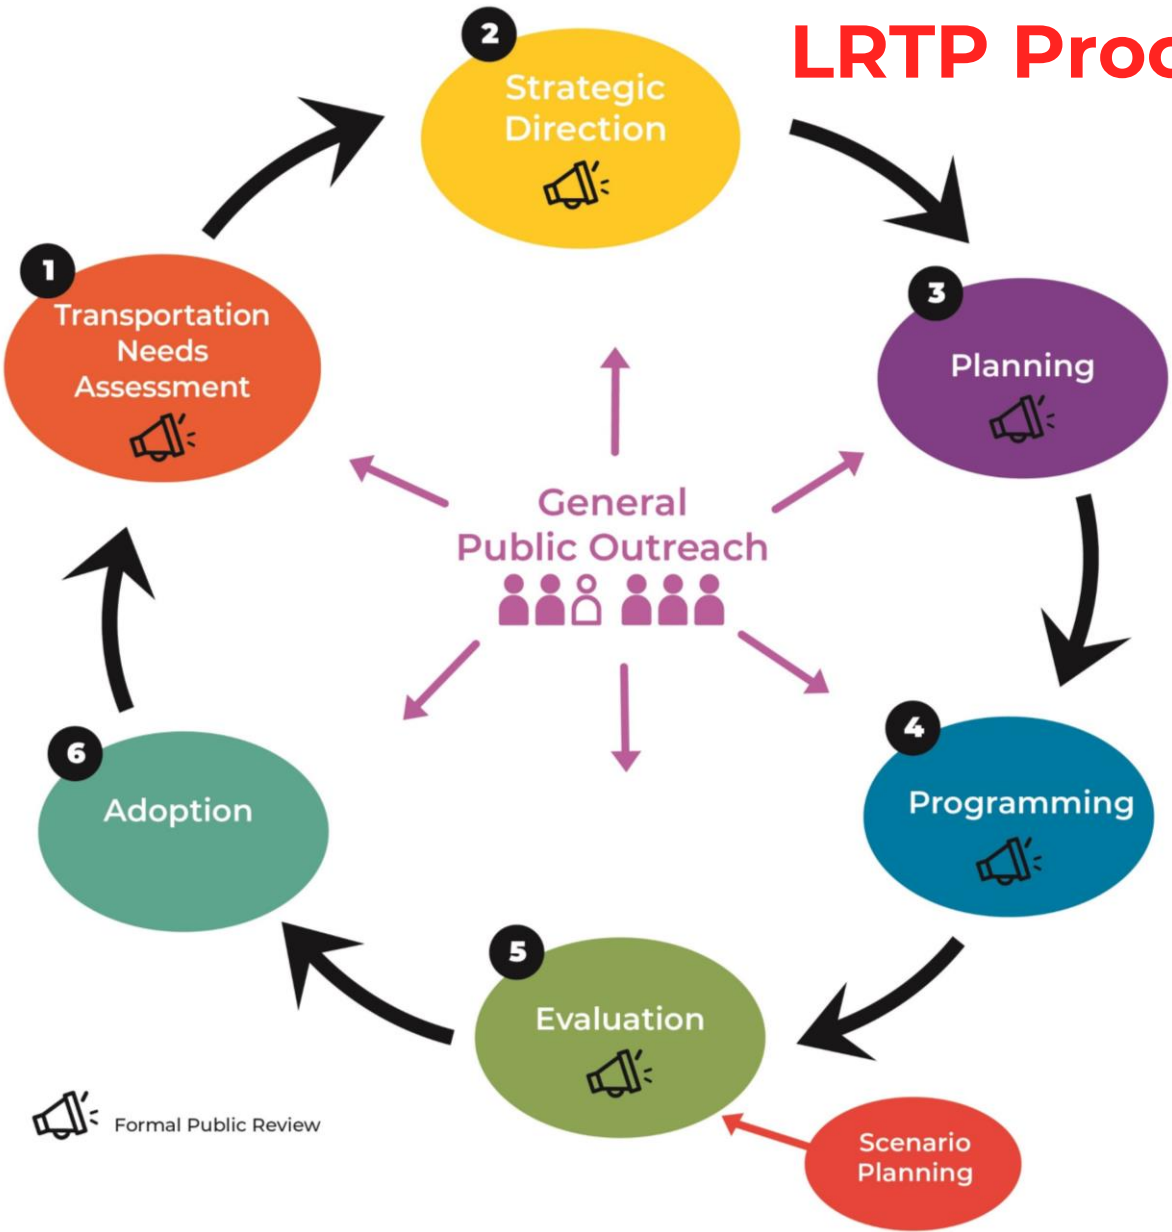 LRTP Proc
2
Strategic
Direction
1
Transportation
Needs
Assessment
3
Planning
General
Public Outreach
4
Programming
6
Adoption
5
Evaluation
Formal Public Review
Scenario
Planning